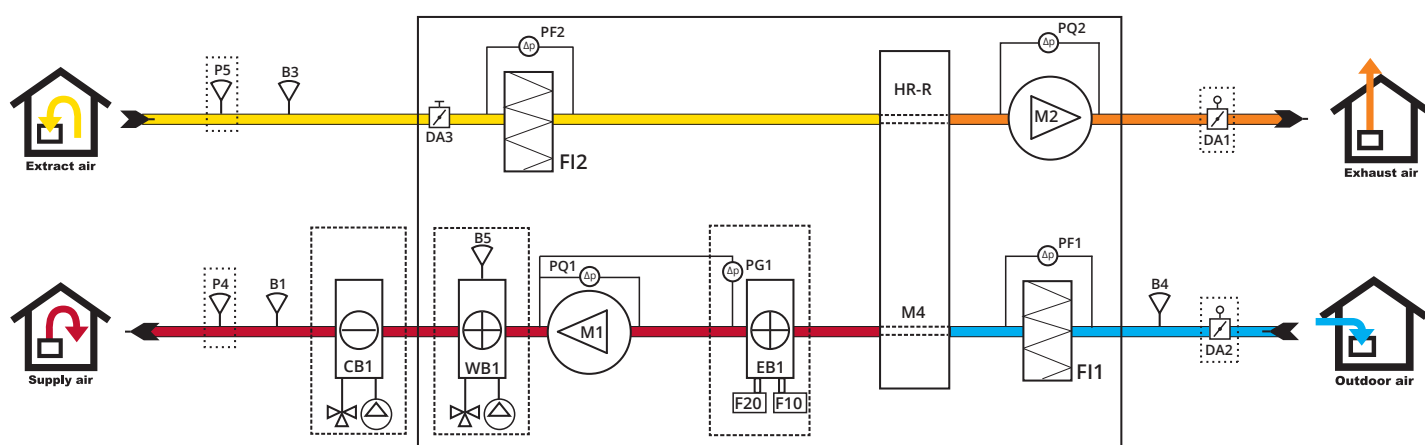 PF2
Δp
PQ2
Δp
P5
B3
HR-R
M2
DA3
FI2
DA1
Extract air
Exhaust air
B5
PF1
Δp
PQ1
Δp
Δp
PG1
P4
B1
B4
M4
M1
DA2
CB1
WB1
EB1
FI1
Supply air
Outdoor air
F20
F10